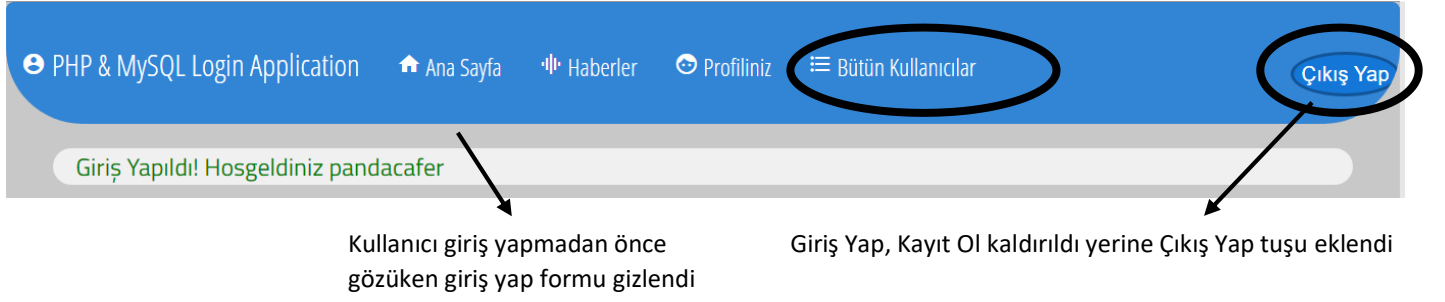 PHP & MySQL Login Application Ana Sayfa Haberler Profiliniz Bütün Kullanıcılar Çıkış Yap
Giriş Yapıldı! Hosgeldiniz pandacafer
Kullanıcı giriş yapmadan önce
gözüken giriş yap formu gizlendi
Giriş Yap, Kayıt Ol kaldırıldı yerine Çıkış Yap tuşu eklendi